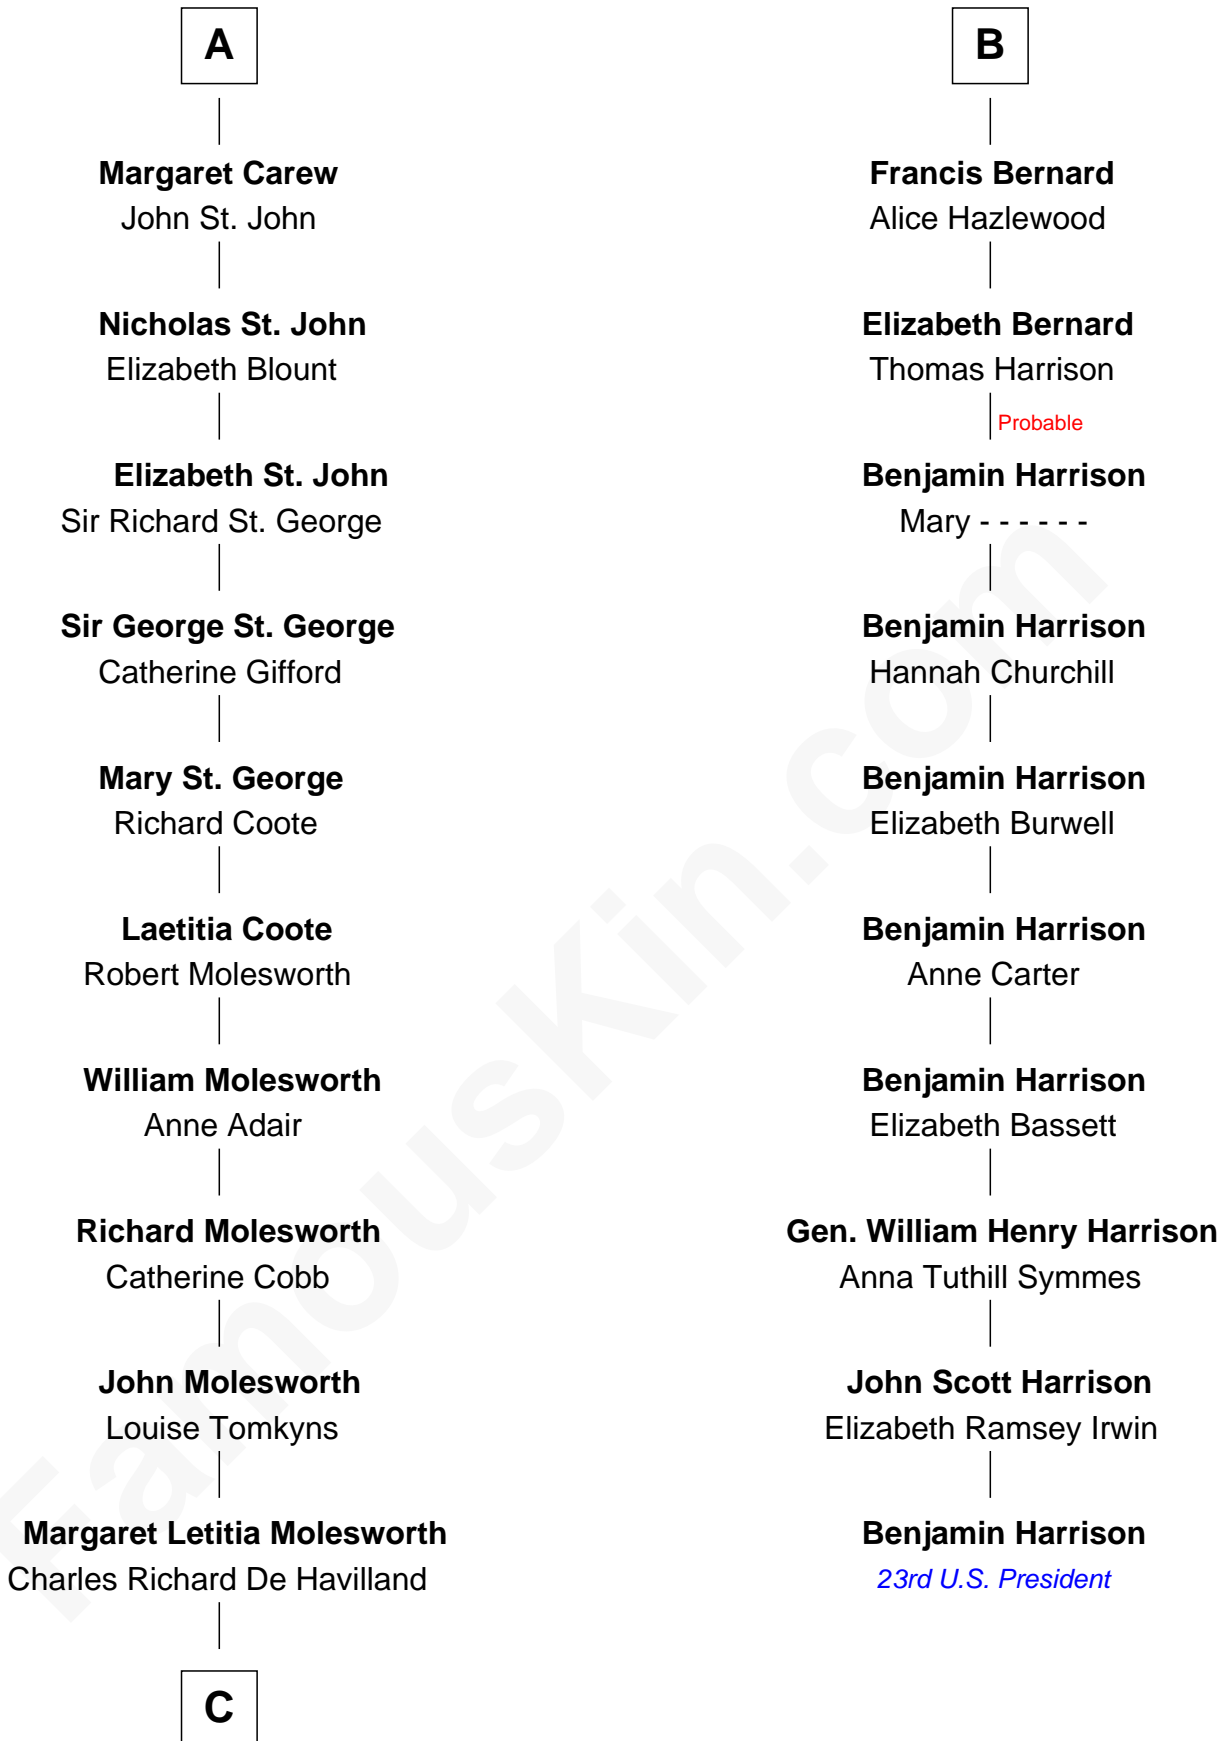 A
Margaret Carew
John St. John
Nicholas St. John
Elizabeth Blount
Elizabeth St. John
Sir Richard St. George
Sir George St. George
Catherine Gifford
Mary St. George
Richard Coote
Laetitia Coote
Robert Molesworth
William Molesworth
Anne Adair
Richard Molesworth
Catherine Cobb
John Molesworth
Louise Tomkyns
Margaret Letitia Molesworth
Charles Richard De Havilland
C
B
Francis Bernard
Alice Hazlewood
Elizabeth Bernard
Thomas Harrison
Probable
Benjamin Harrison
Mary - - - - - -
Benjamin Harrison
Hannah Churchill
Benjamin Harrison
Elizabeth Burwell
Benjamin Harrison
Anne Carter
Benjamin Harrison
Elizabeth Bassett
Gen. William Henry Harrison
Anna Tuthill Symmes
John Scott Harrison
Elizabeth Ramsey Irwin
Benjamin Harrison
23rd U.S. President
FamousKin.com